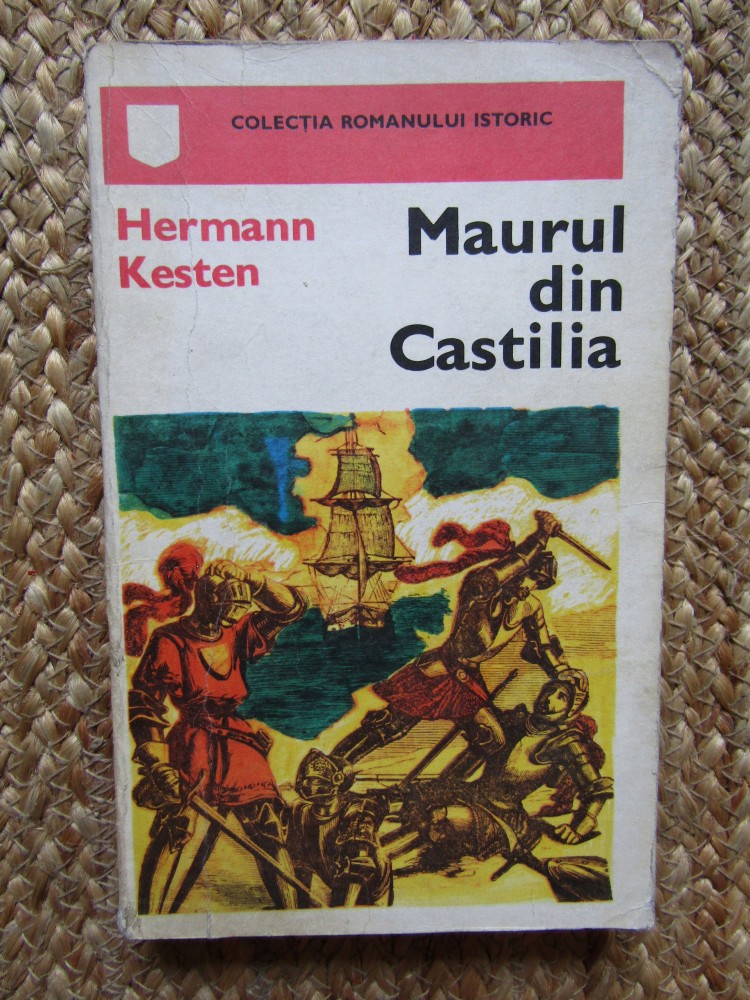 COLECȚIA ROMANULUI ISTORIC
Hermann
Kesten
Maurul
din
Castilia